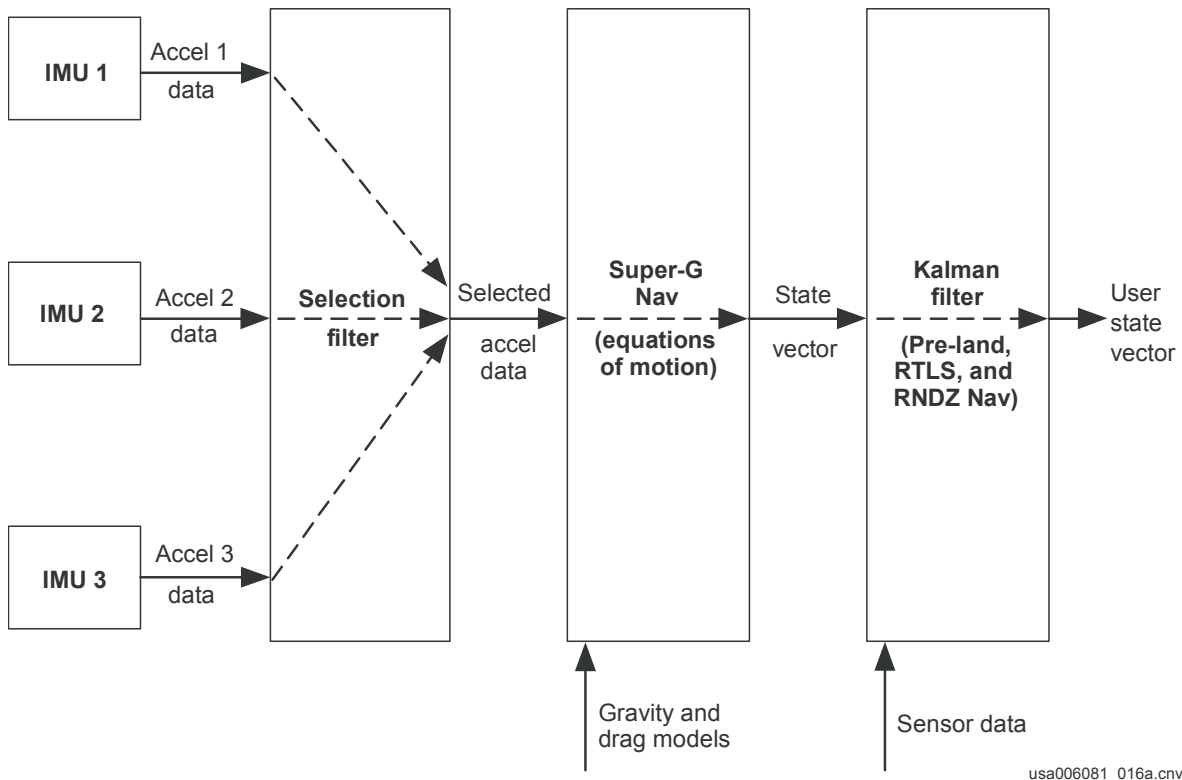 IMU 1
Accel 1
data
IMU 2
Accel 2
data
IMU 3
Accel 3
data
Selection
filter
Selected
accel
data
Super-G
Nav
(equations
of motion)
Gravity and
drag models
State
vector
Kalman
filter
(Pre-land,
RTLS, and
RNDZ Nav)
Sensor data
User
state
vector
usa006081_016a.cnv